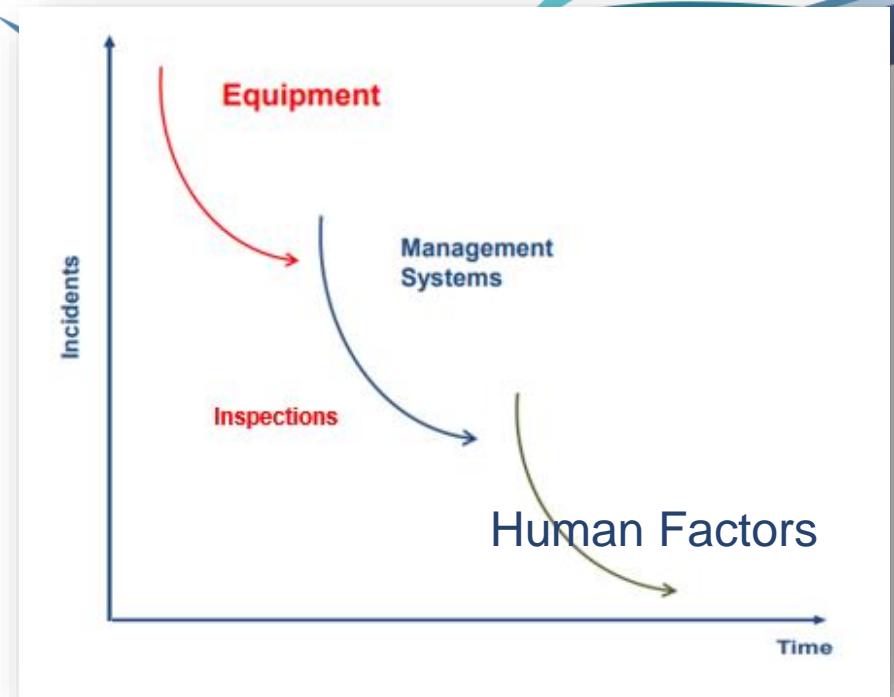 Equipment
Management
Systems
Incidents
Inspections
Human Factors
Time